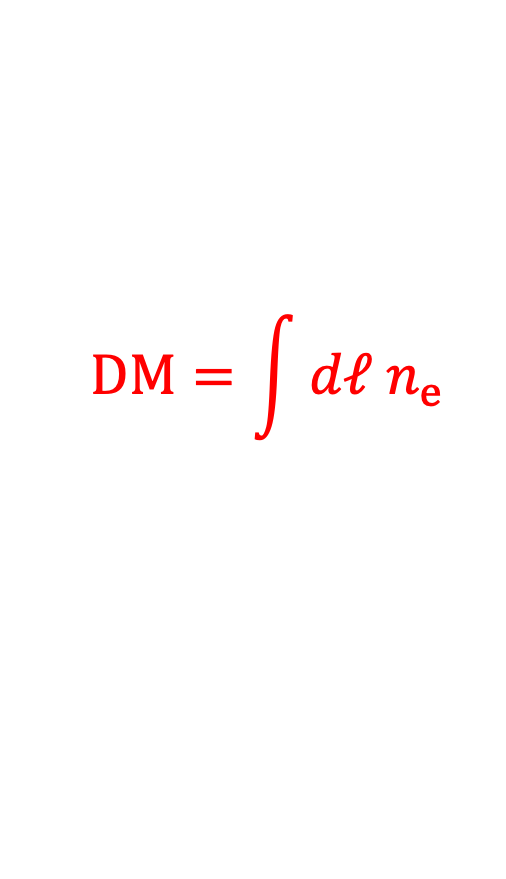 DM = ∫ dℓ nₑ